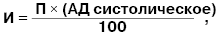 И = П × (АД систолическое) / 100 ,